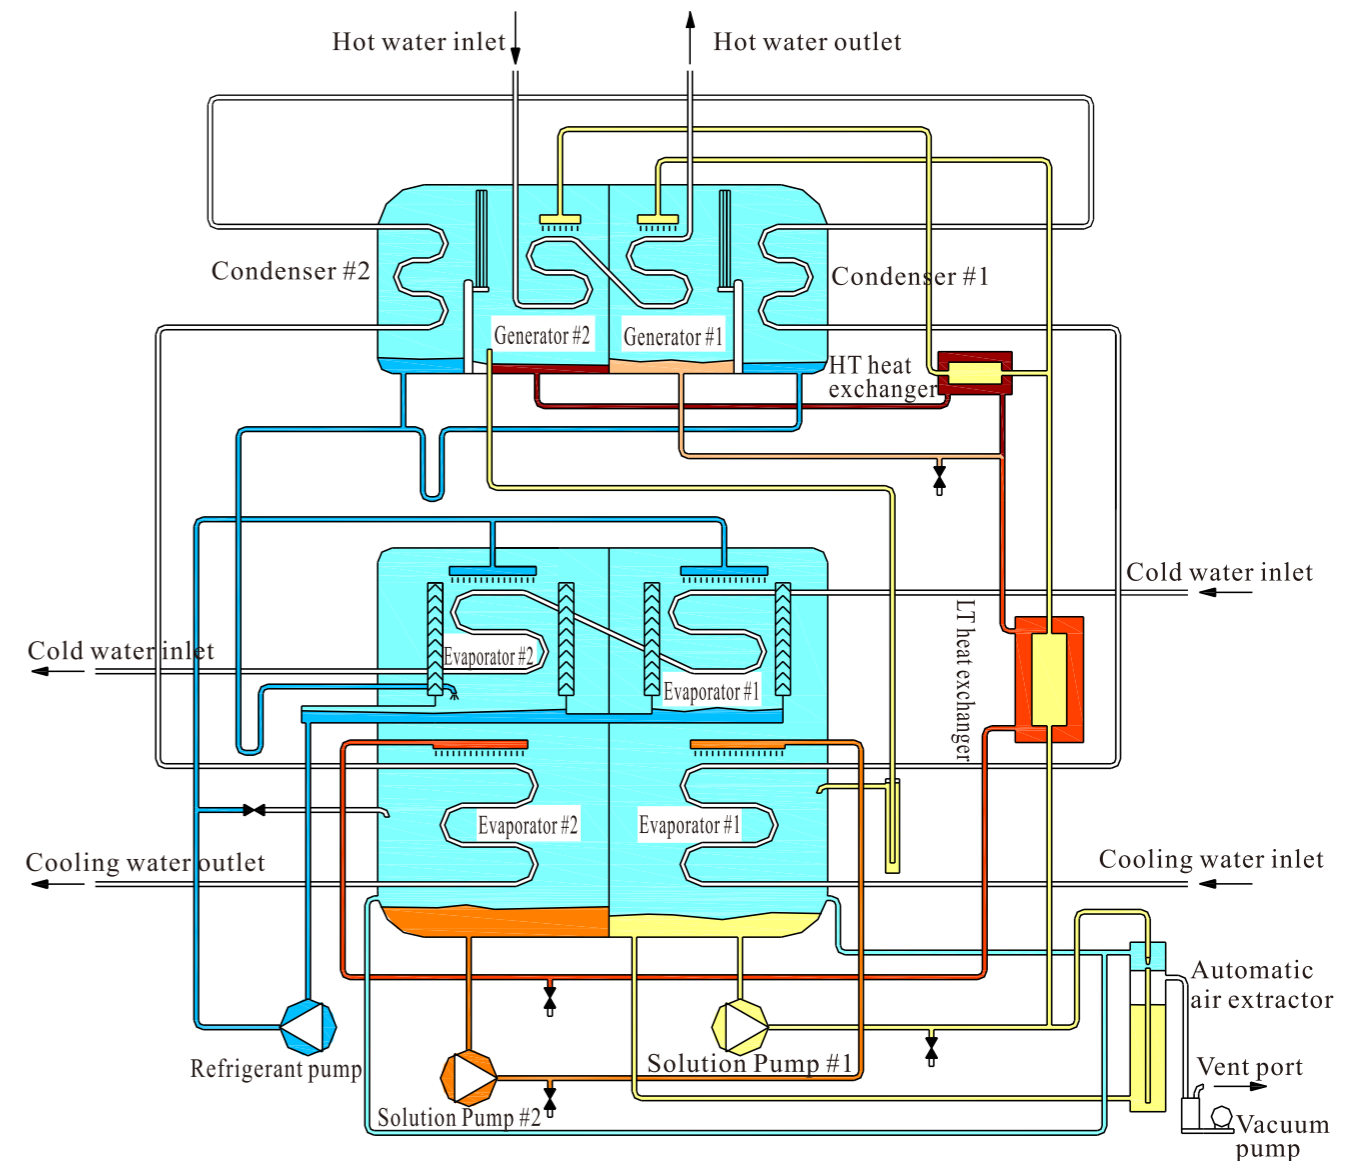 Hot water inlet
Hot water outlet
Condenser #2
Condenser #1
Generator #2
Generator #1
HT heat
exchanger
Cold water inlet
LT heat exchanger
Cold water inlet
Evaporator #2
Evaporator #1
Evaporator #2
Evaporator #1
Cooling water outlet
Cooling water inlet
Automatic
air extractor
Refrigerant pump
Solution Pump #1
Vent port
Solution Pump #2
Vacuum
pump